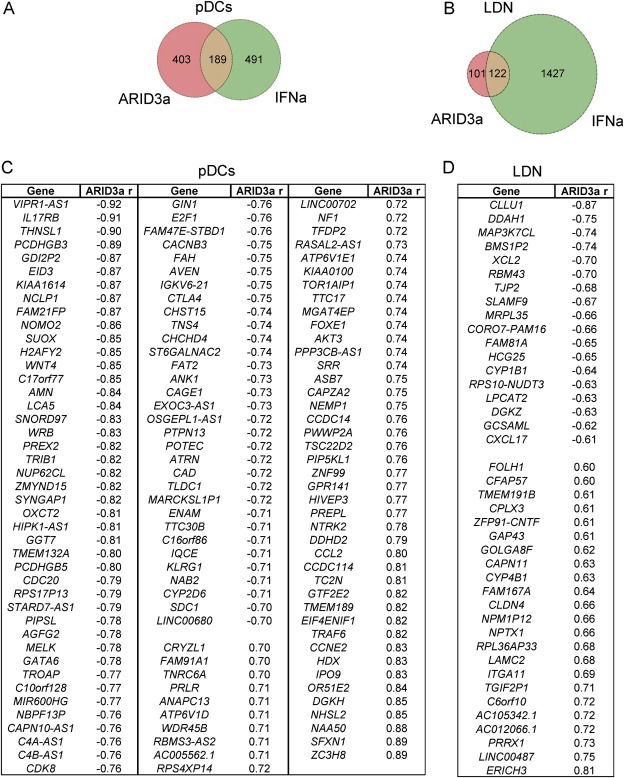 A
pDCs
403
189
491
ARID3a
IFNa
B
LDN
101
122
1427
ARID3a
IFNa
C
pDCs
Gene ARID3a r
VIPR1-AS1 -0.92
IL17RB -0.91
THNSL1 -0.90
PCDHGB3 -0.89
GDI2P2 -0.87
EID3 -0.87
KIAA1614 -0.87
NCLP1 -0.87
FAM21FP -0.87
NOMO2 -0.86
SUOX -0.85
H2AFY2 -0.85
WNT4 -0.85
C17orf77 -0.85
AMN -0.84
LCA5 -0.84
SNORD97 -0.83
WRB -0.83
PREX2 -0.82
TRIB1 -0.82
NUP62CL -0.82
ZMYND15 -0.82
SYNGAP1 -0.82
OXCT2 -0.81
HIPK1-AS1 -0.81
GGT7 -0.81
TMEM132A -0.80
PCDHGB5 -0.80
CDC20 -0.79
RPS17P13 -0.79
STARD7-AS1 -0.79
PIPSL -0.78
AGFG2 -0.78
MELK -0.78
GATA6 -0.78
TROAP -0.77
C10orf128 -0.77
MIR600HG -0.77
NBPF13P -0.76
CAPN10-AS1 -0.76
C4A-AS1 -0.76
C4B-AS1 -0.76
CDK8 -0.76
Gene ARID3a r
GIN1 -0.76
E2F1 -0.76
FAM47E-STBD1 -0.76
CACNB3 -0.75
FAH -0.75
AVEN -0.75
IGKV6-21 -0.75
CTLA4 -0.75
CHST15 -0.74
TNS4 -0.74
CHCHD4 -0.74
ST6GALNAC2 -0.74
FAT2 -0.73
ANK1 -0.73
CAGE1 -0.73
EXOC3-AS1 -0.73
OSGEPL1-AS1 -0.72
PTPN13 -0.72
POTEC -0.72
ATRN -0.72
CAD -0.72
TLDC1 -0.72
MARCKSL1P1 -0.72
ENAM -0.71
TTC30B -0.71
C16orf86 -0.71
IQCE -0.71
KLRG1 -0.71
NAB2 -0.71
CYP2D6 -0.71
SDC1 -0.70
LINC00680 -0.70
CRYZL1 0.70
FAM91A1 0.70
TNRC6A 0.70
PRLR 0.71
ANAPC13 0.71
ATP6V1D 0.71
WDR45B 0.71
RBMS3-AS2 0.71
AC005562.1 0.71
RPS4XP14 0.72
Gene ARID3a r
LINC00702 0.72
NF1 0.72
TFDP2 0.72
RASAL2-AS1 0.73
ATP6V1E1 0.74
KIAA0100 0.74
TOR1AIP1 0.74
TTC17 0.74
MGAT4EP 0.74
FOXE1 0.74
AKT3 0.74
PPP3CB-AS1 0.74
SRR 0.74
ASB7 0.75
CAPZA2 0.75
NEMP1 0.75
CCDC14 0.76
PWWP2A 0.76
TSC22D2 0.76
PIP5KL1 0.76
ZNF99 0.77
GPR141 0.77
HIVEP3 0.77
PREPL 0.77
NTRK2 0.78
DDHD2 0.79
CCL2 0.80
CCDC114 0.81
TC2N 0.81
GTF2E2 0.82
TMEM189 0.82
EIF4ENIF1 0.82
TRAF6 0.82
CCNE2 0.83
HDX 0.83
IPO9 0.83
OR51E2 0.84
DGKH 0.85
NHSL2 0.85
NAA50 0.88
SFXN1 0.89
ZC3H8 0.89
D
LDN
Gene ARID3a r
CLLU1 -0.87
DDAH1 -0.75
MAP3K7CL -0.74
BMS1P2 -0.74
XCL2 -0.70
RBM43 -0.70
TJP2 -0.68
SLAMF9 -0.67
MRPL35 -0.66
CORO7-PAM16 -0.66
FAM81A -0.65
HCG25 -0.65
CYP1B1 -0.64
RPS10-NUDT3 -0.63
LPCAT2 -0.63
DGKZ -0.63
GCSAML -0.62
CXCL17 -0.61
FOLH1 0.60
CFAP57 0.60
TMEM191B 0.61
CPLX3 0.61
ZFP91-CNTF 0.61
GAP43 0.61
GOLGA8F 0.62
CAPN11 0.63
CYP4B1 0.63
FAM167A 0.64
CLDN4 0.66
NPM1P12 0.66
NPTX1 0.66
RPL36AP33 0.68
LAMC2 0.68
ITGA11 0.69
TGIF2P1 0.71
C6orf10 0.72
AC105342.1 0.72
AC012066.1 0.72
PRRX1 0.73
LINC00487 0.75
ERICH3 0.81